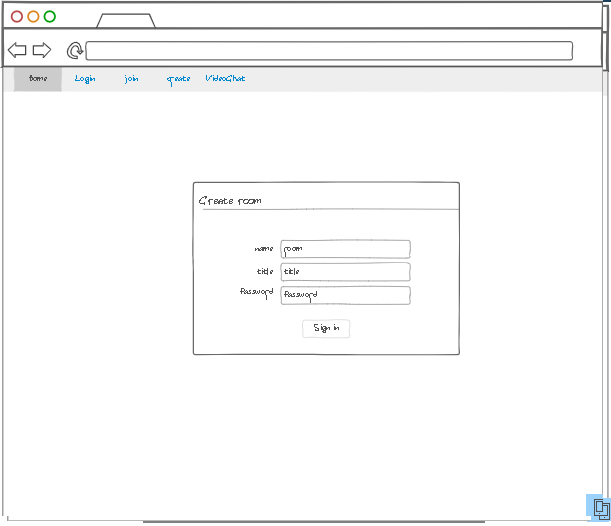 home Login join create VideoChat
Create room
name room
title title
Password Password
Sign in